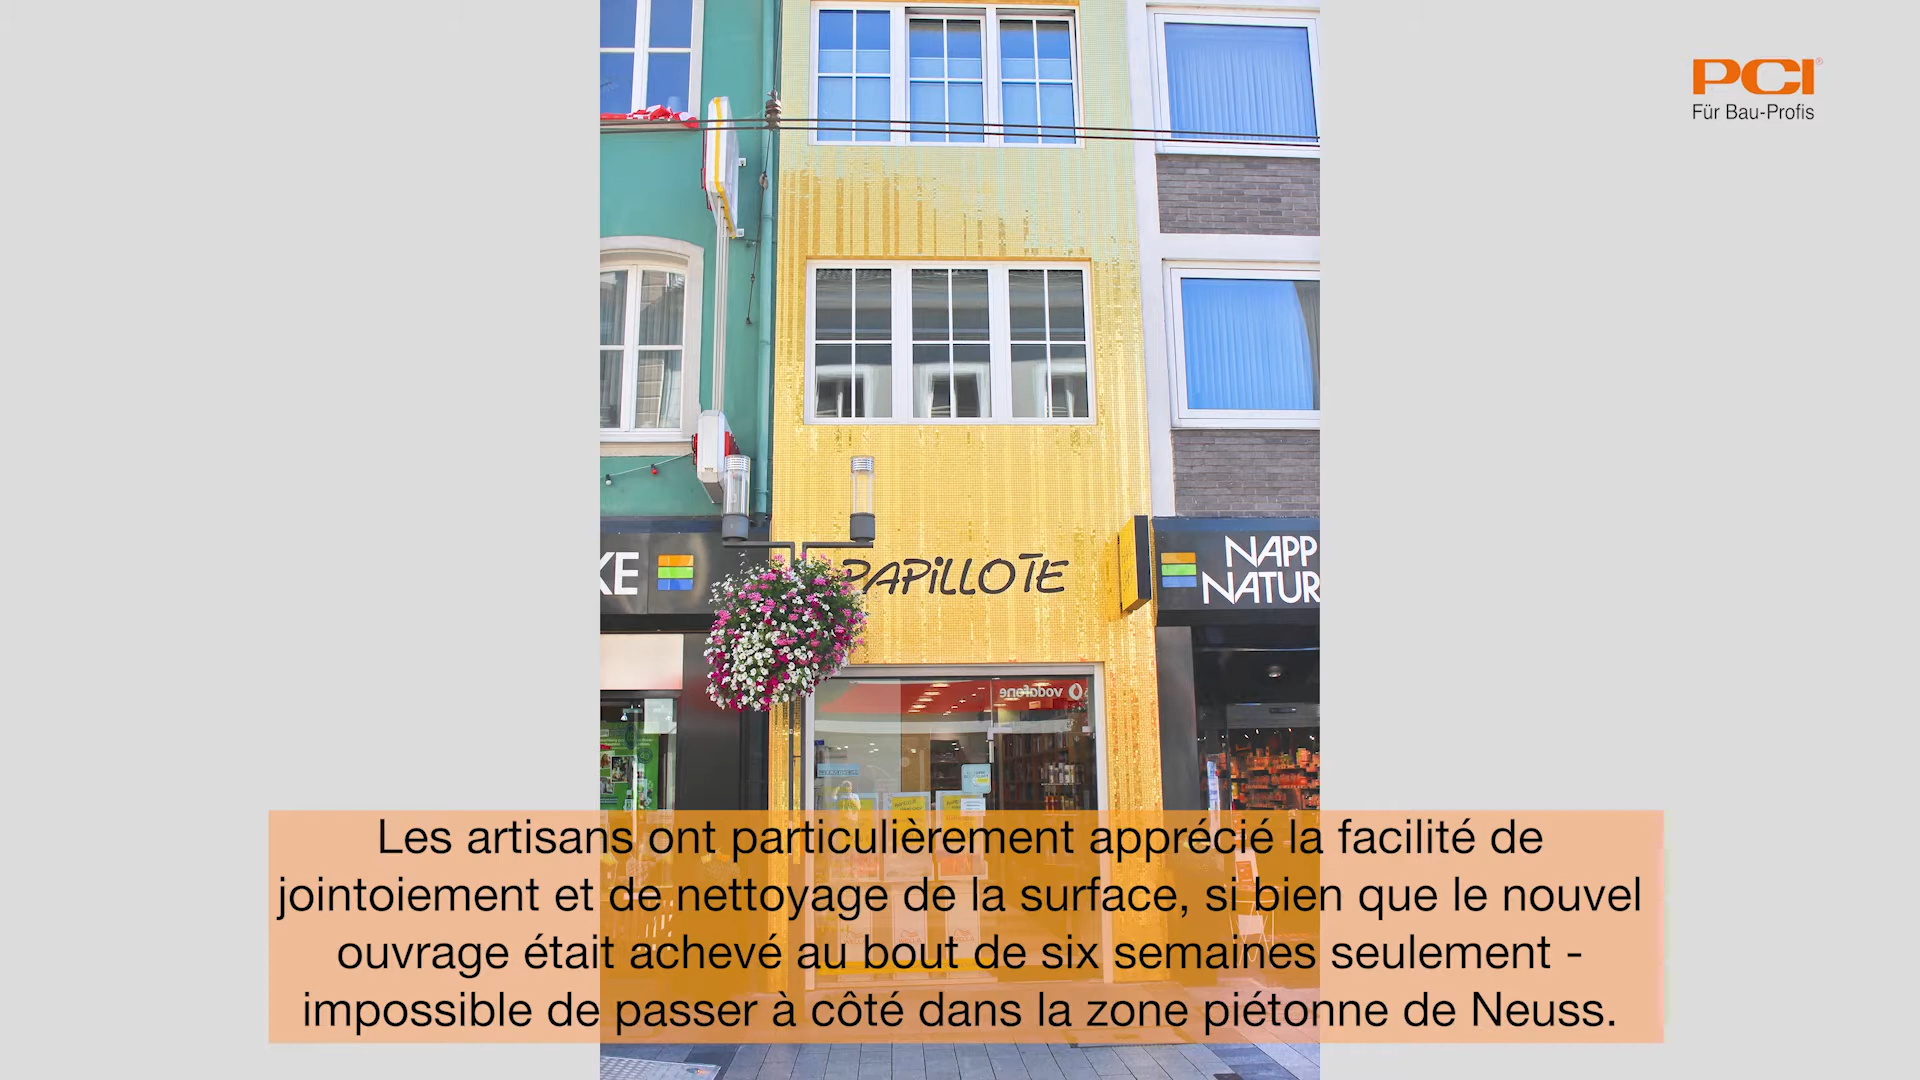 PCI®
Für Bau-Profis
KE
PAPILLOTE
NAPP
NATUR
vodafone
Les artisans ont particulièrement apprécié la facilité de
jointoiement et de nettoyage de la surface, si bien que le nouvel
ouvrage était achevé au bout de six semaines seulement -
impossible de passer à côté dans la zone piétonne de Neuss.